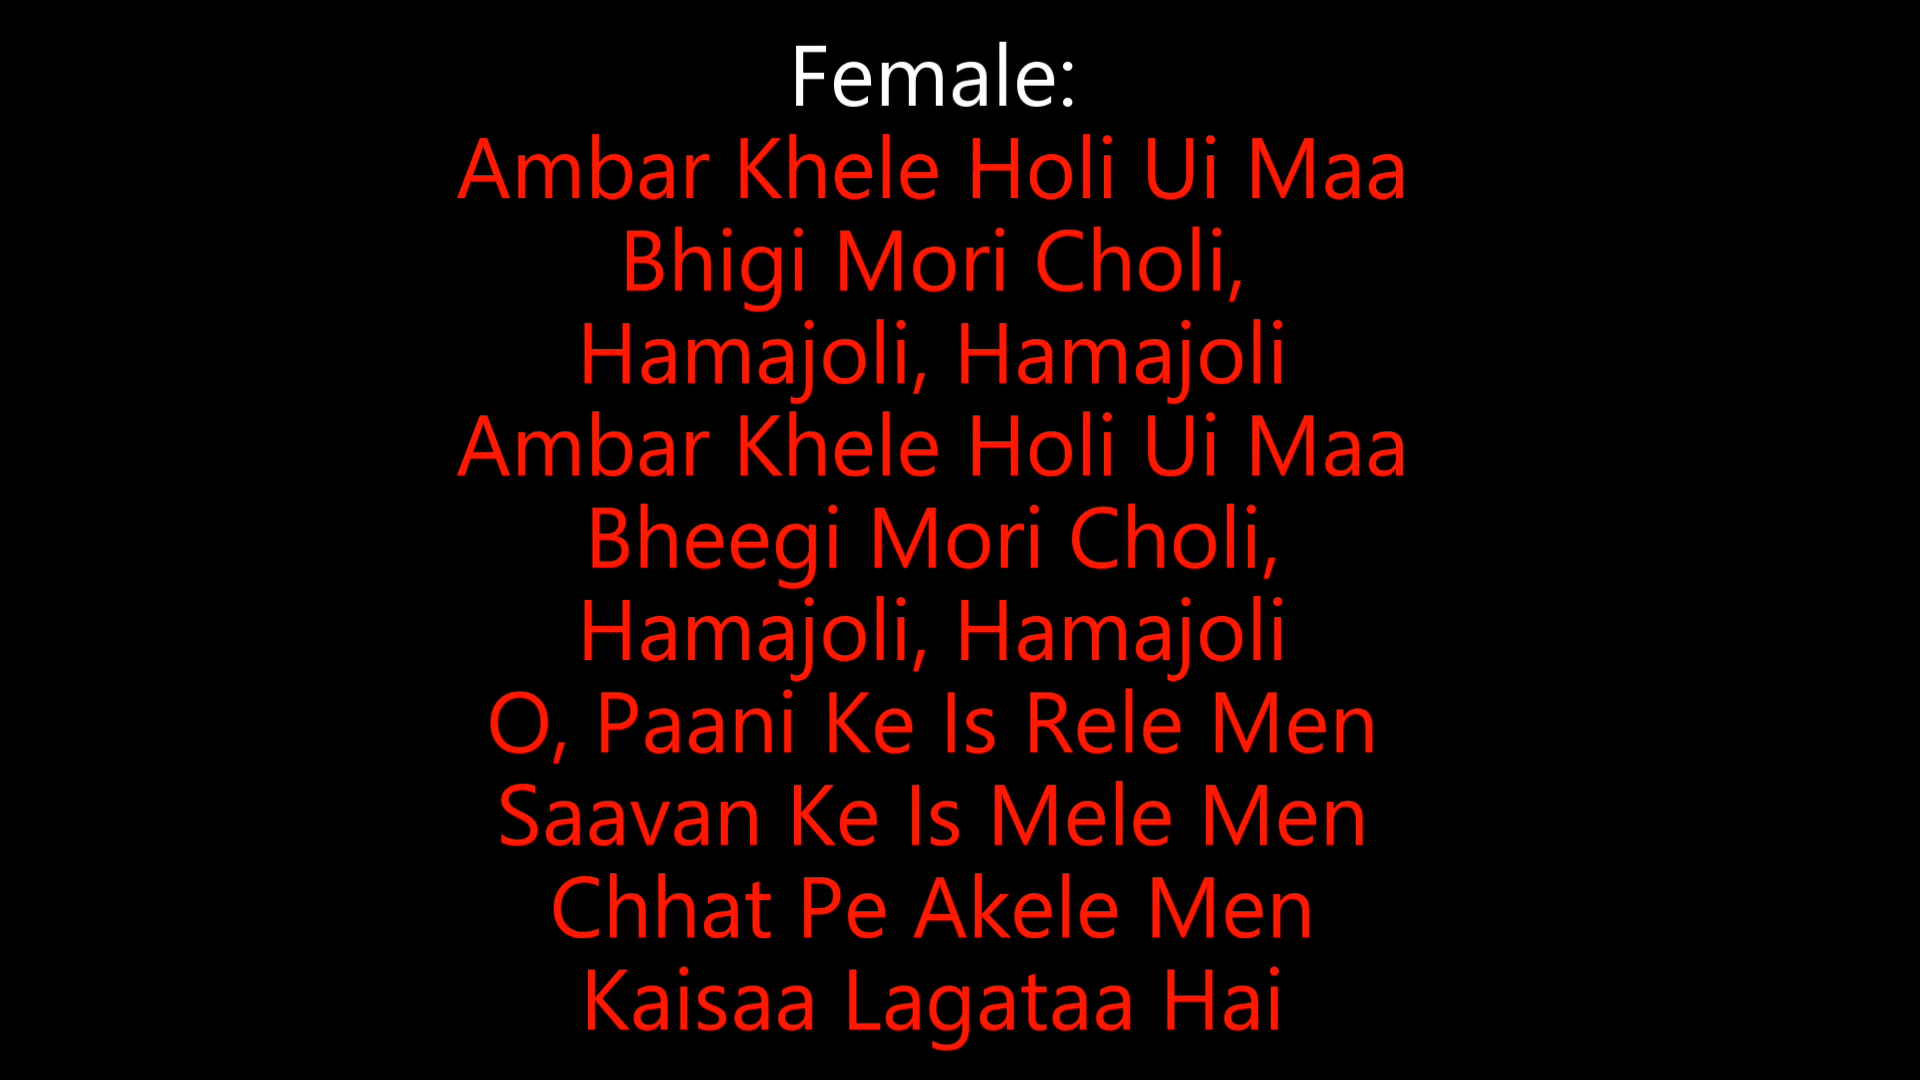 Female:
Ambar Khele Holi Ui Maa
Bhigi Mori Choli,
Hamajoli, Hamajoli
Ambar Khele Holi Ui Maa
Bheegi Mori Choli,
Hamajoli, Hamajoli
O, Paani Ke Is Rele Men
Saavan Ke Is Mele Men
Chhat Pe Akele Men
Kaisaa Lagataa Hai